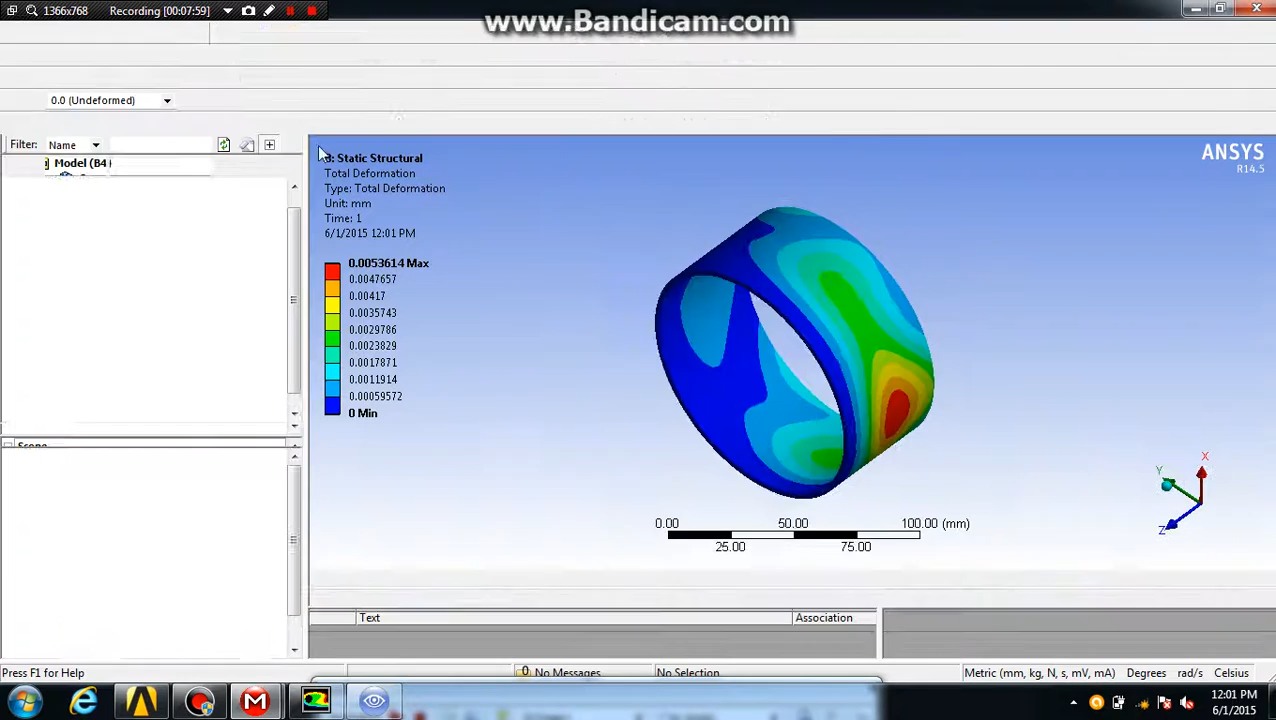 1366x768 Recording [00:07:59]
www.Bandicam.com
0.0 (Undeformed)
Filter: Name
Model (B4)
B: Static Structural
Total Deformation
Type: Total Deformation
Unit: mm
Time: 1
6/1/2015 12:01 PM
ANSYS
R14.5
0.0053614 Max
0.0047657
0.00417
0.0035743
0.0029786
0.0023829
0.0017871
0.0011914
0.00059572
0 Min
X
Y
Z
0.00 50.00 100.00 (mm)
25.00 75.00
Scope
Text Association
Press F1 for Help
0 No Messages
No Selection
Metric (mm, kg, N, s, mV, mA) Degrees rad/s Celsius
12:01 PM
6/1/2015